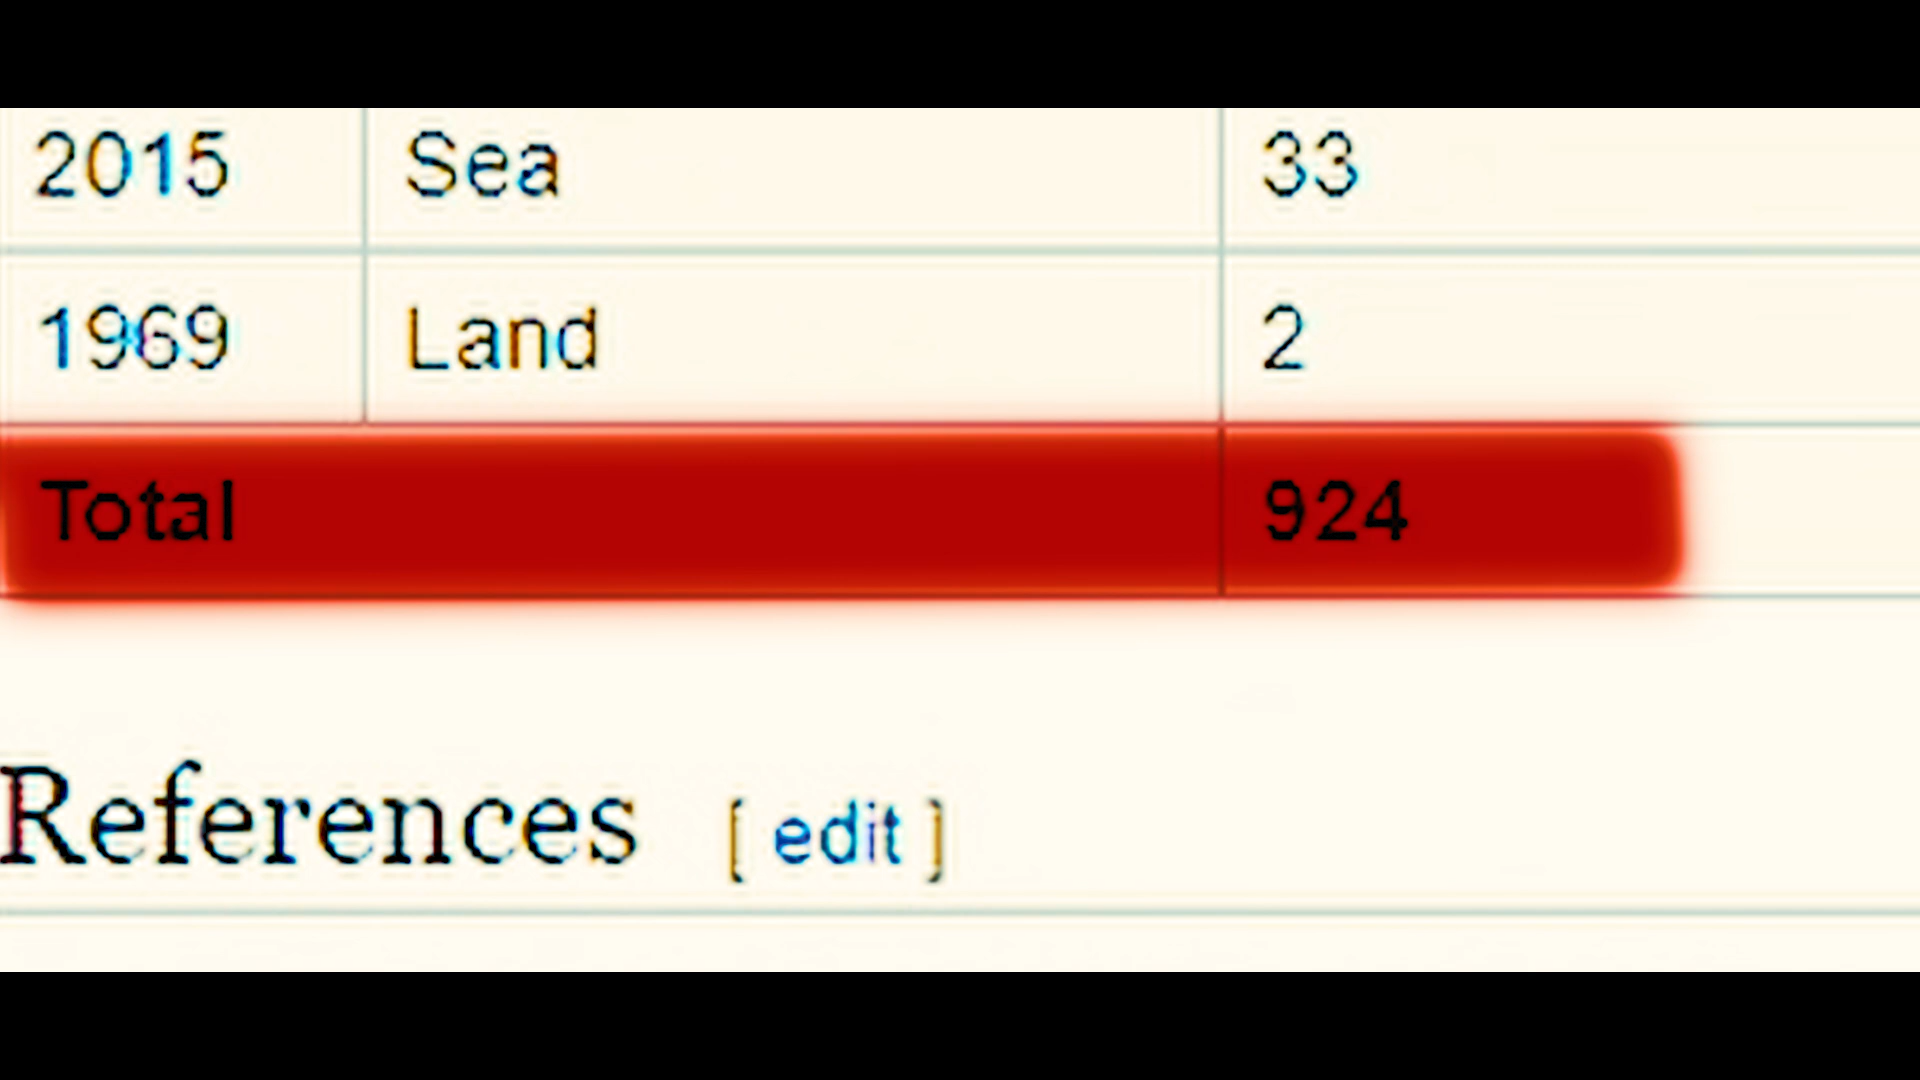 2015 Sea 33
1969 Land 2
Total 924
References [ edit ]